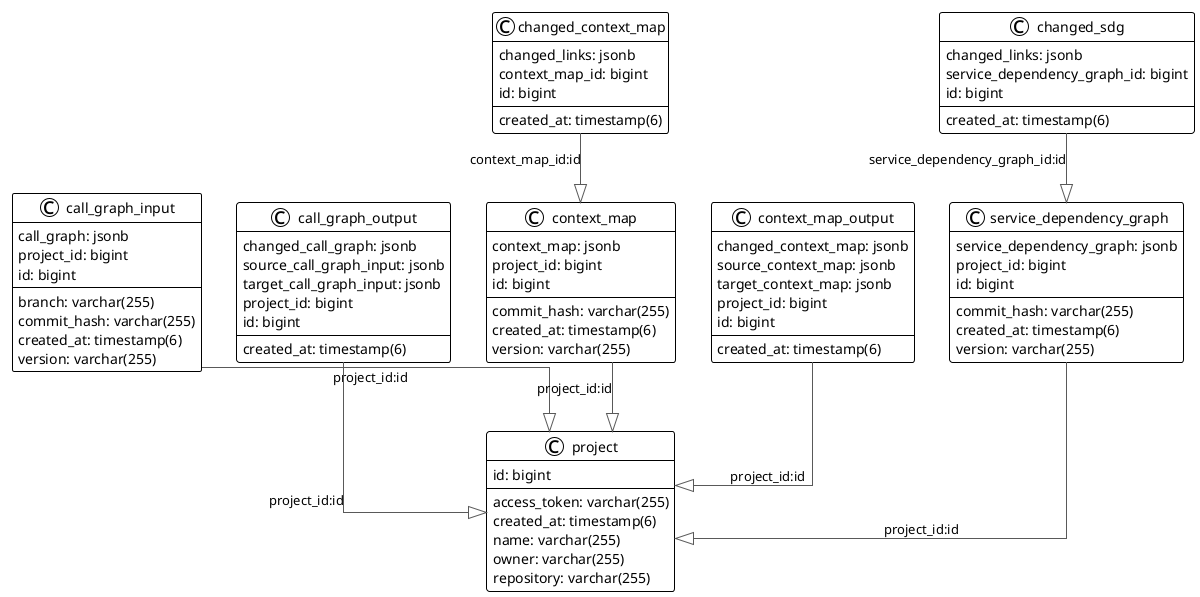 C changed_context_map
changed_links: jsonb
context_map_id: bigint
id: bigint
created_at: timestamp(6)
C changed_sdg
changed_links: jsonb
service_dependency_graph_id: bigint
id: bigint
created_at: timestamp(6)
context_map_id:id
service_dependency_graph_id:id
C call_graph_input
call_graph: jsonb
project_id: bigint
id: bigint
branch: varchar(255)
commit_hash: varchar(255)
created_at: timestamp(6)
version: varchar(255)
C call_graph_output
changed_call_graph: jsonb
source_call_graph_input: jsonb
target_call_graph_input: jsonb
project_id: bigint
id: bigint
created_at: timestamp(6)
C context_map
context_map: jsonb
project_id: bigint
id: bigint
commit_hash: varchar(255)
created_at: timestamp(6)
version: varchar(255)
C context_map_output
changed_context_map: jsonb
source_context_map: jsonb
target_context_map: jsonb
project_id: bigint
id: bigint
created_at: timestamp(6)
C service_dependency_graph
service_dependency_graph: jsonb
project_id: bigint
id: bigint
commit_hash: varchar(255)
created_at: timestamp(6)
version: varchar(255)
project_id:id
project_id:id
project_id:id
project_id:id
project_id:id
C project
id: bigint
access_token: varchar(255)
created_at: timestamp(6)
name: varchar(255)
owner: varchar(255)
repository: varchar(255)